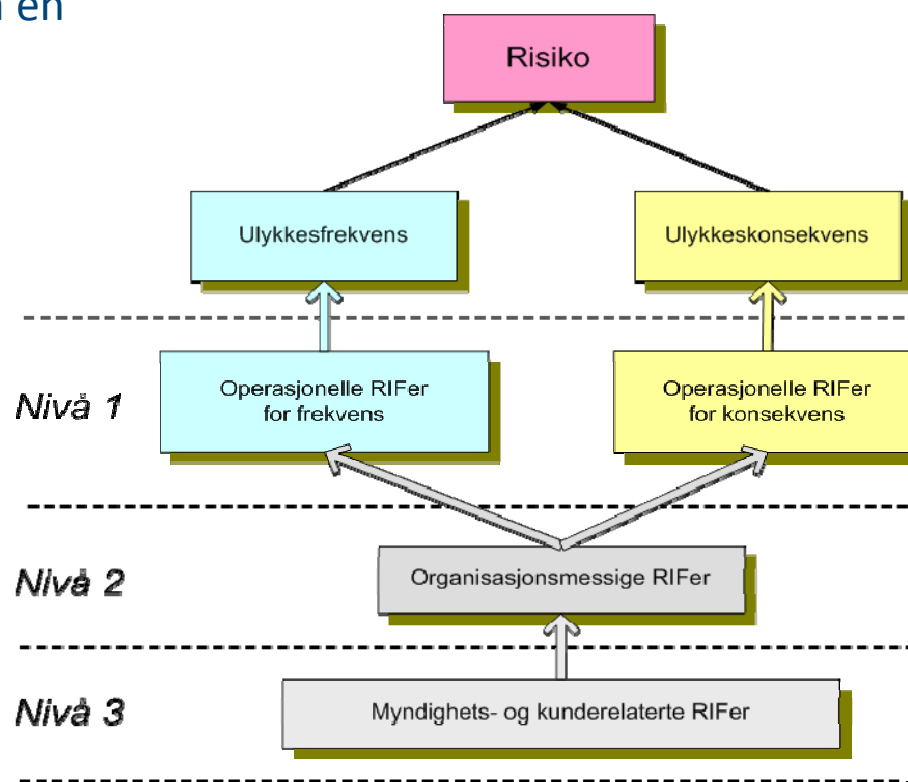 en
Risiko
Ulykkesfrekvens
Ulykkeskonsekvens
Nivå 1
Operasjonelle RIFer
for frekvens
Operasjonelle RIFer
for konsekvens
Nivå 2
Organisasjonsmessige RIFer
Nivå 3
Myndighets- og kunderelaterte RIFer